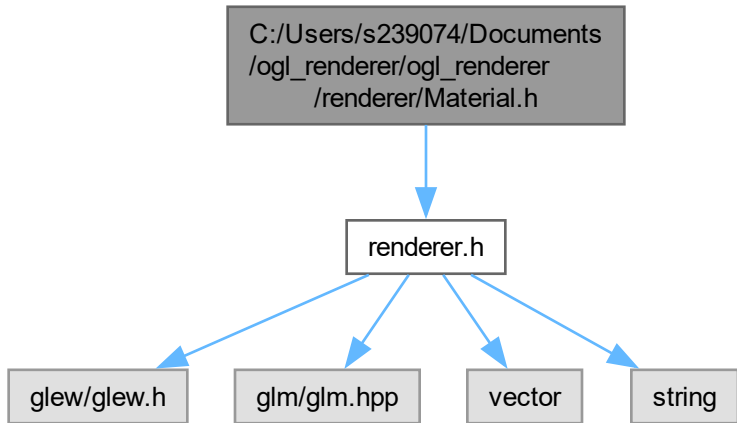 C:/Users/s239074/Documents
/ogl_renderer/ogl_renderer
/renderer/Material.h
renderer.h
glew/glew.h
glm/glm.hpp
vector
string